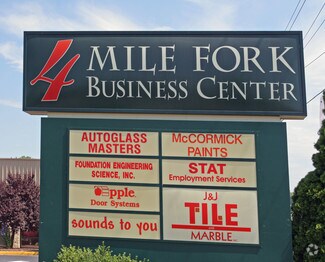 4 MILE FORK
BUSINESS CENTER
AUTOGLASS
MASTERS
McCORMICK
PAINTS
FOUNDATION ENGINEERING
SCIENCE, INC.
STAT
Employment Services
epple
Door Systems
J&J
TILE
MARBLE
sounds to you